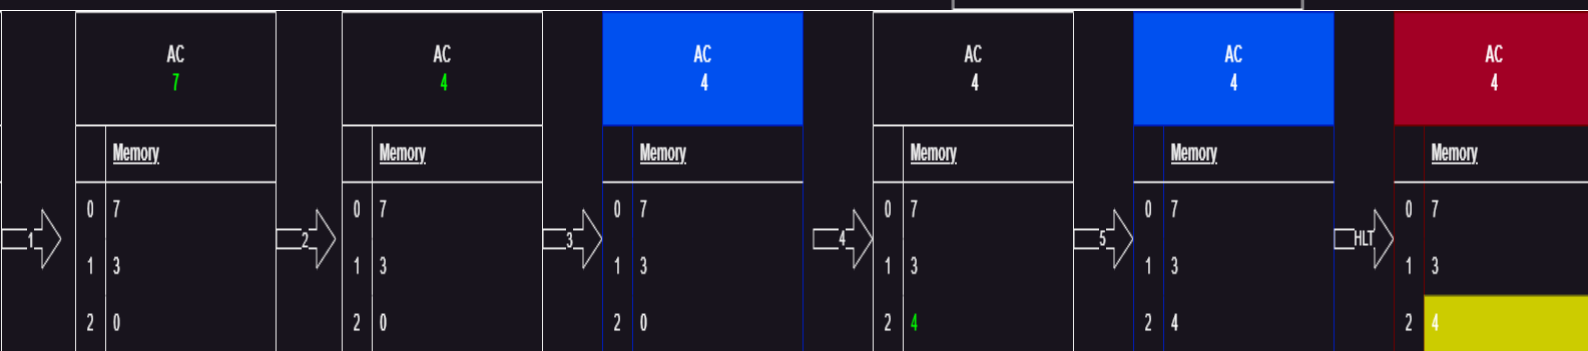 AC AC AC AC AC AC
7 4 4 4 4 4
Memory Memory Memory Memory Memory Memory
0 7 0 7 0 7 0 7 0 7 0 7
1 2 3 4 5 HLT
1 3 1 3 1 3 1 3 1 3 1 3
2 0 2 0 2 0 2 4 2 4 2 4